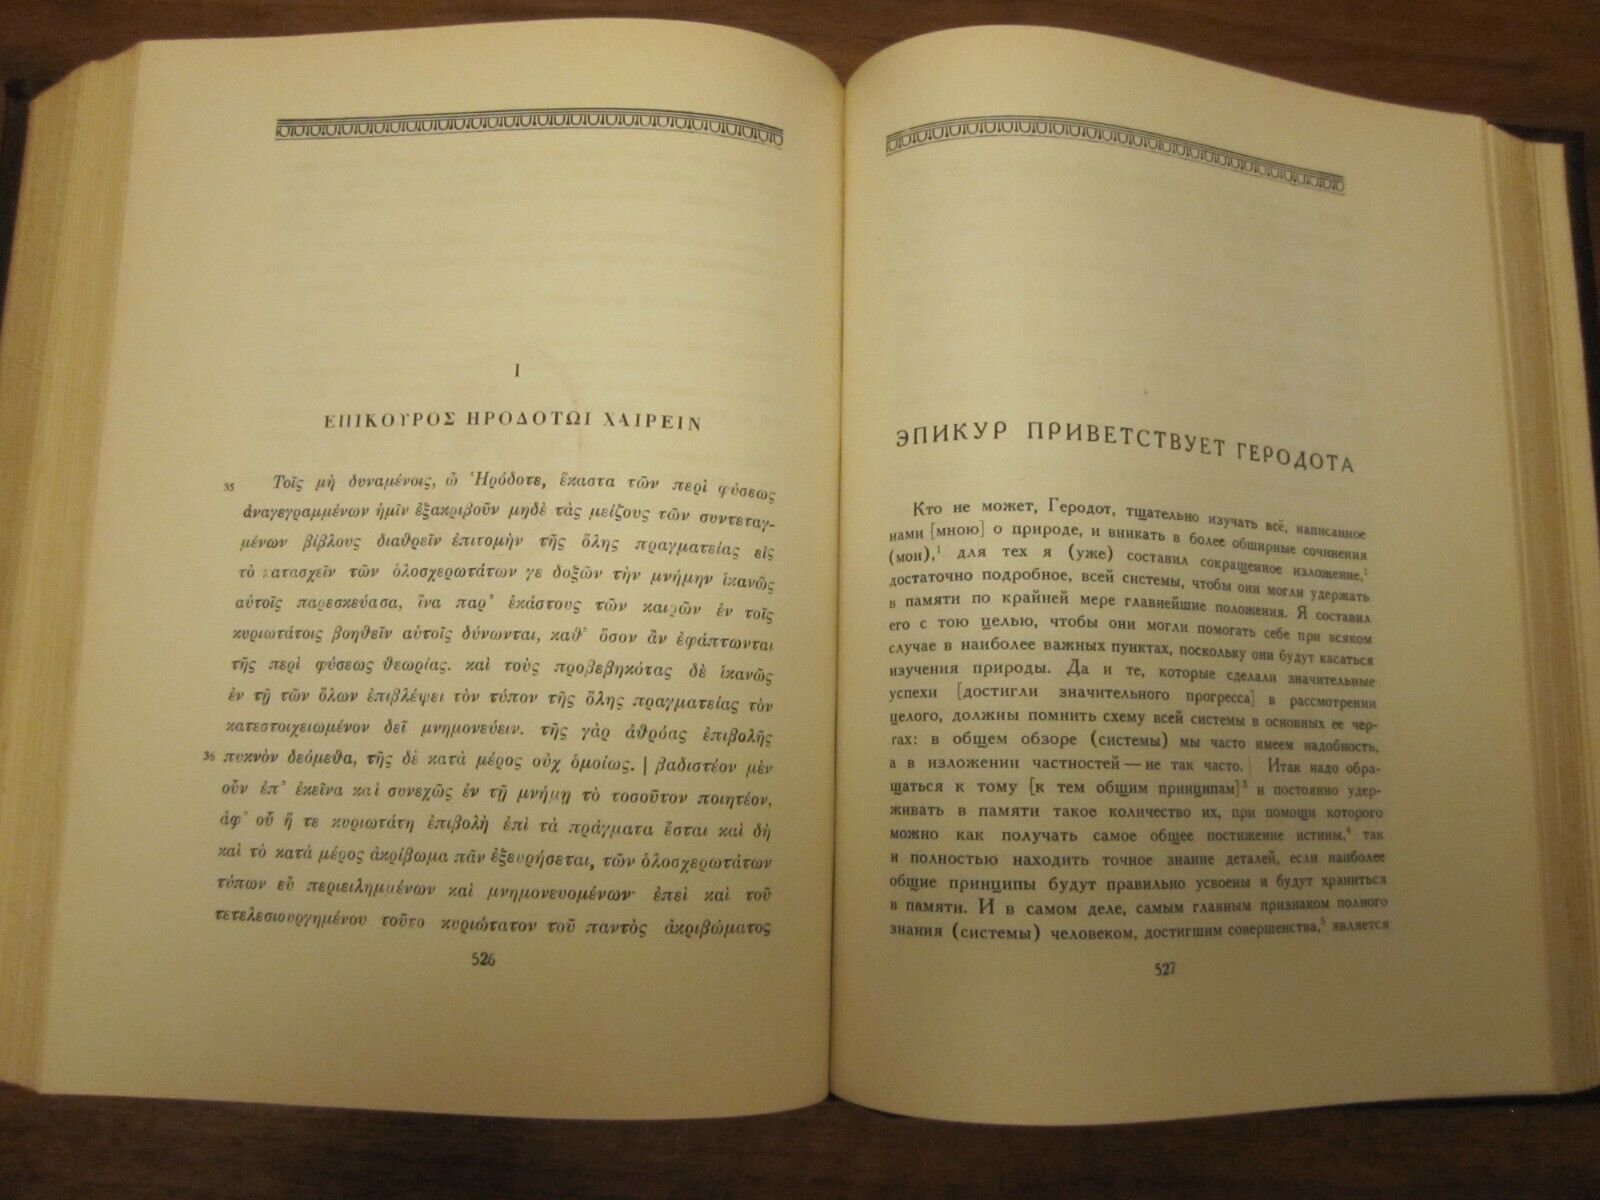 I
ΕΠΙΚΟΥΡΟΣ ΗΡΟΔΟΤΩΙ ΧΑΙΡΕΙΝ
35 Τοῖς μὴ δυναμένοις, ὦ Ἡρόδοτε, ἕκαστα τῶν περὶ φύσεως
ἀναγεγραμμένων ἡμῖν ἐξακριβοῦν μηδὲ τὰς μείζους τῶν συντεταγ-
μένων βίβλους διαθρεῖν ἐπιτομὴν τῆς ὅλης πραγματείας εἰς
τὸ κατασχεῖν τῶν ὁλοσχερωτάτων γε δοξῶν τὴν μνήμην ἱκανῶς
αὐτοῖς παρεσκεύασα, ἵνα παρ' ἑκάστους τῶν καιρῶν ἐν τοῖς
κυριωτάτοις βοηθεῖν αὑτοῖς δύνωνται, καθ' ὅσον ἂν ἐφάπτωνται
τῆς περὶ φύσεως θεωρίας. καὶ τοὺς προβεβηκότας δὲ ἱκανῶς
ἐν τῇ τῶν ὅλων ἐπιβλέψει τὸν τύπον τῆς ὅλης πραγματείας τὸν
κατεστοιχειωμένον δεῖ μνημονεύειν. τῆς γὰρ ἀθρόας ἐπιβολῆς
36 πυκνὸν δεόμεθα, τῆς δὲ κατὰ μέρος οὐχ ὁμοίως. | βαδιστέον μὲν
οὖν ἐπ' ἐκεῖνα καὶ συνεχῶς ἐν τῇ μνήμῃ τὸ τοσοῦτον ποιητέον,
ἀφ' οὗ ἥ τε κυριωτάτη ἐπιβολὴ ἐπὶ τὰ πράγματα ἔσται καὶ δὴ
καὶ τὸ κατὰ μέρος ἀκρίβωμα πᾶν ἐξευρήσεται, τῶν ὁλοσχερωτάτων
τύπων εὖ περιειλημμένων καὶ μνημονευομένων· ἐπεὶ καὶ τοῦ
τετελεσιουργημένου τοῦτο κυριώτατον τοῦ παντὸς ἀκριβώματος
526
ЭПИКУР ПРИВЕТСТВУЕТ ГЕРОДОТА
Кто не может, Геродот, тщательно изучать всё, написанное
нами [мною] о природе, и вникать в более обширные сочинения
(мои),¹ для тех я (уже) составил сокращенное изложение,²
достаточно подробное, всей системы, чтобы они могли удержать
в памяти по крайней мере главнейшие положения. Я составил
его с тою целью, чтобы они могли помогать себе при всяком
случае в наиболее важных пунктах, поскольку они будут касаться
изучения природы. Да и те, которые сделали значительные
успехи [достигли значительного прогресса] в рассмотрении
целого, должны помнить схему всей системы в основных ее чер-
тах: в общем обзоре (системы) мы часто имеем надобность,
а в изложении частностей — не так часто. Итак надо обра-
щаться к тому [к тем общим принципам]³ и постоянно удер-
живать в памяти такое количество их, при помощи которого
можно как получать самое общее постижение истины,⁴ так
и полностью находить точное знание деталей, если наиболее
общие принципы будут правильно усвоены и будут храниться
в памяти. И в самом деле, самым главным признаком полного
знания (системы) человеком, достигшим совершенства,⁵ является
527